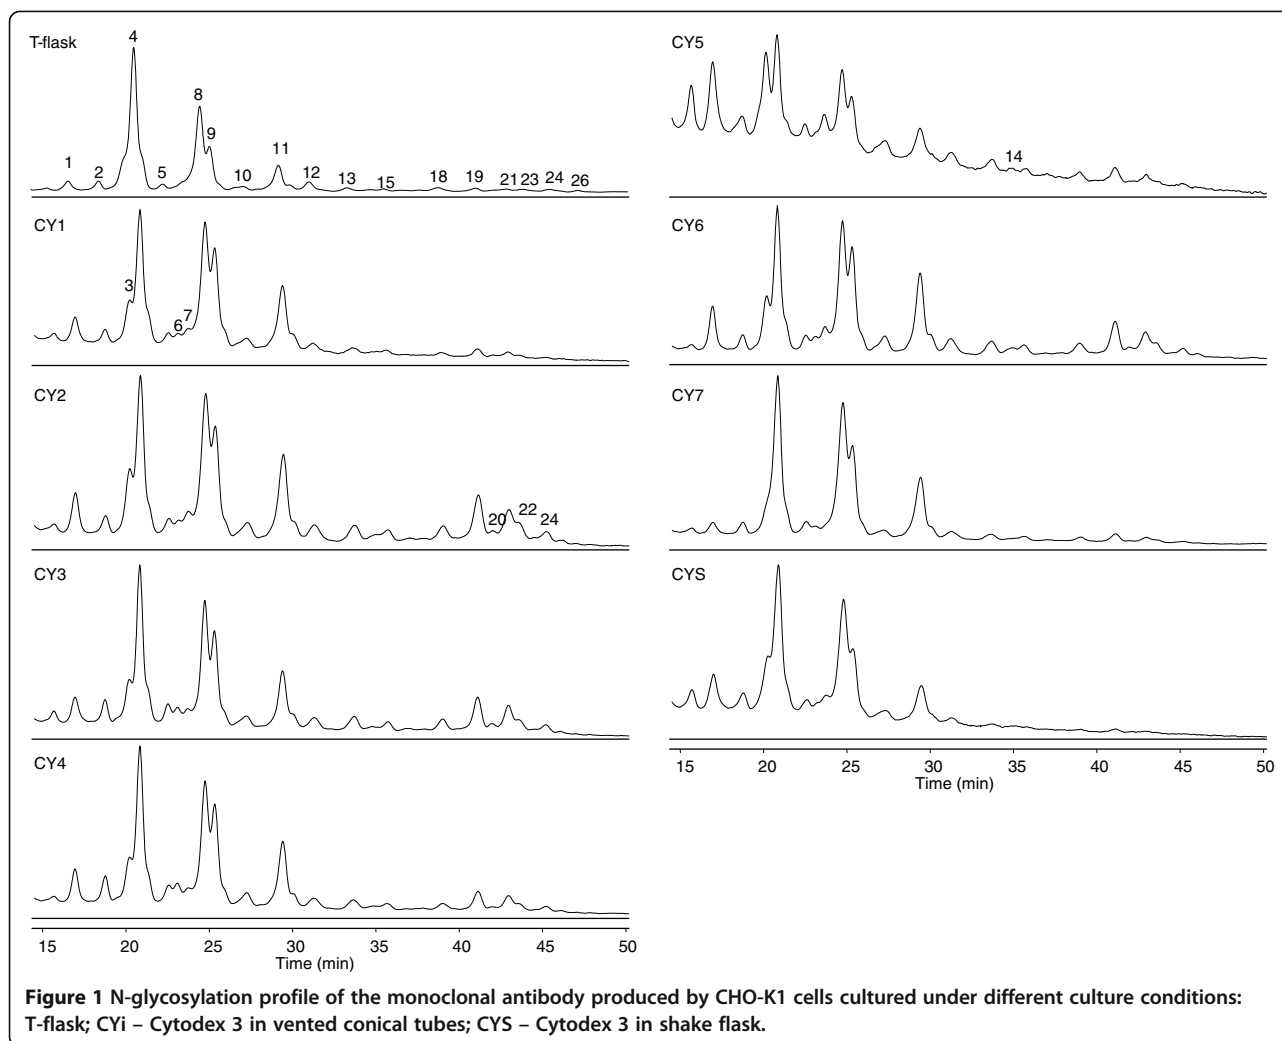 T-flask
4
8
9
1
2
5
10
11
12
13
15
18
19
21 23 24 26
CY1
3
6
7
CY2
20
22
24
CY3
CY4
15 20 25 30 35 40 45 50
Time (min)
CY5
14
CY6
CY7
CYS
15 20 25 30 35 40 45 50
Time (min)
Figure 1 N-glycosylation profile of the monoclonal antibody produced by CHO-K1 cells cultured under different culture conditions:
T-flask; CYi – Cytodex 3 in vented conical tubes; CYS – Cytodex 3 in shake flask.